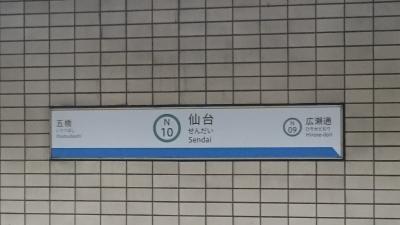 五橋
いつつばし
Itsutsubashi
N
10
仙台
せんだい
Sendai
N
09
広瀬通
ひろせどおり
Hirose-dori